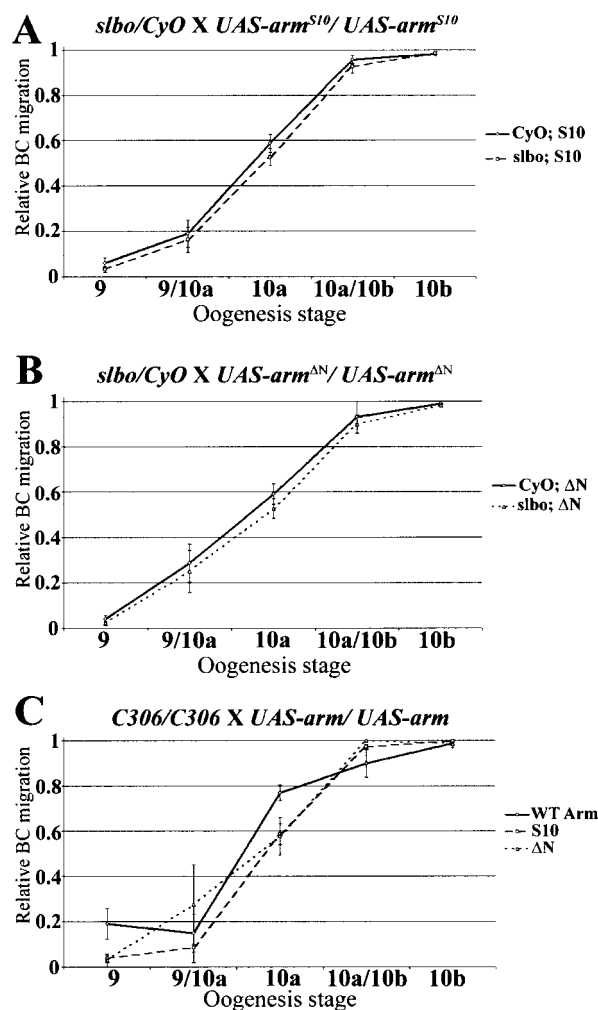 A
slbo/CyO X UAS-arm^S10/ UAS-arm^S10
Relative BC migration
1
0.8
0.6
0.4
0.2
0
9 9/10a 10a 10a/10b 10b
Oogenesis stage
CyO; S10
slbo; S10
B
slbo/CyO X UAS-arm^ΔN/ UAS-arm^ΔN
Relative BC migration
1
0.8
0.6
0.4
0.2
0
9 9/10a 10a 10a/10b 10b
Oogenesis stage
CyO; ΔN
slbo; ΔN
C
C306/C306 X UAS-arm/ UAS-arm
Relative BC migration
1
0.8
0.6
0.4
0.2
0
9 9/10a 10a 10a/10b 10b
Oogenesis stage
WT Arm
S10
ΔN